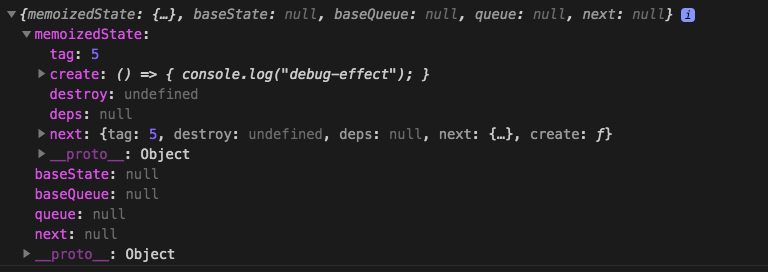 ▼{memoizedState: {…}, baseState: null, baseQueue: null, queue: null, next: null} i
▼memoizedState:
tag: 5
▶create: () => { console.log("debug-effect"); }
destroy: undefined
deps: null
▶next: {tag: 5, destroy: undefined, deps: null, next: {…}, create: ƒ}
▶__proto__: Object
baseState: null
baseQueue: null
queue: null
next: null
▶__proto__: Object